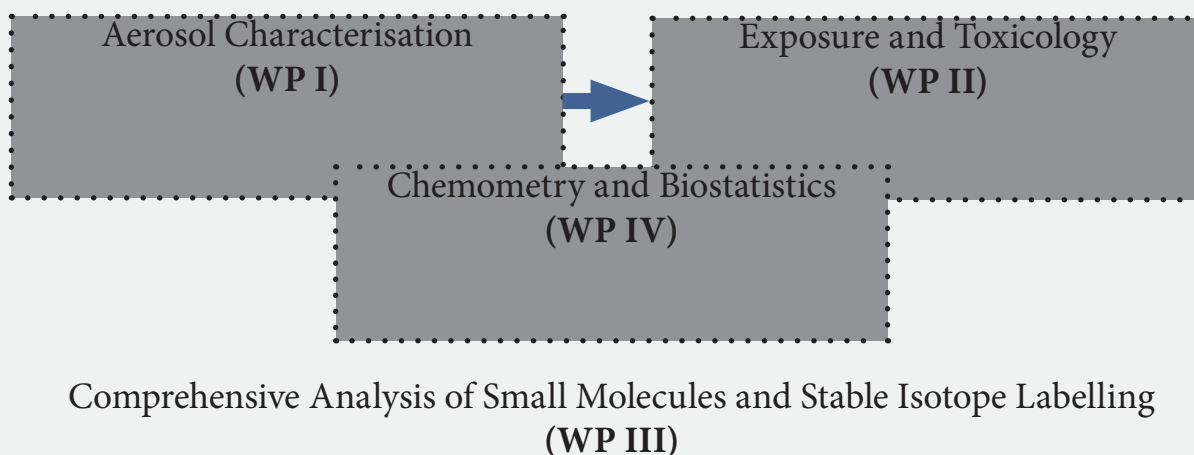 Aerosol Characterisation
(WP I)
Exposure and Toxicology
(WP II)
Chemometry and Biostatistics
(WP IV)
Comprehensive Analysis of Small Molecules and Stable Isotope Labelling
(WP III)